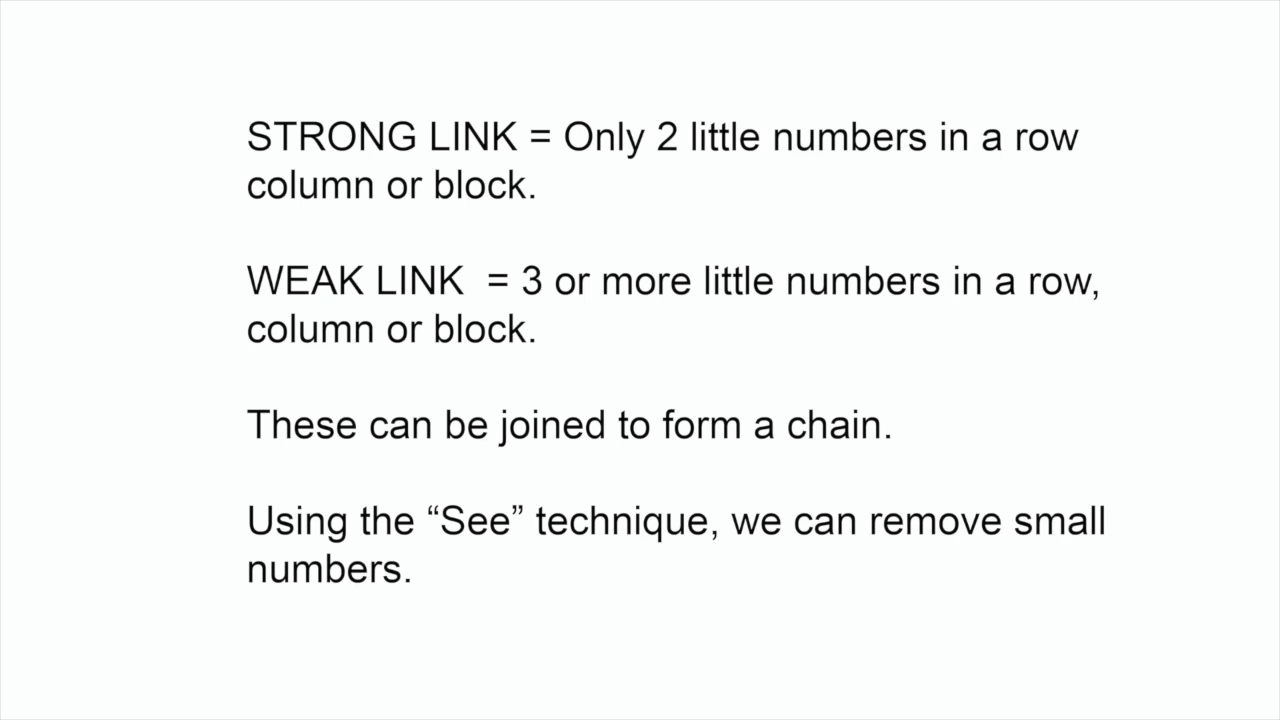 STRONG LINK = Only 2 little numbers in a row
column or block.
WEAK LINK  = 3 or more little numbers in a row,
column or block.
These can be joined to form a chain.
Using the “See” technique, we can remove small
numbers.